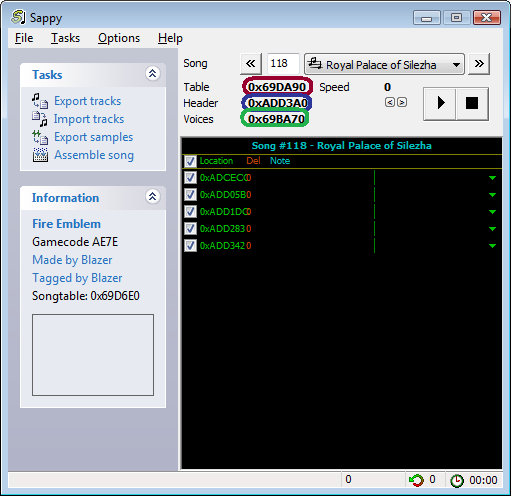 Sappy
File Tasks Options Help
Tasks
Export tracks
Import tracks
Export samples
Assemble song
Information
Fire Emblem
Gamecode AE7E
Made by Blazer
Tagged by Blazer
Songtable: 0x69D6E0
Song 118 Royal Palace of Silezha
Table 0x69DA90 Speed 0
Header 0xADD3A0
Voices 0x69BA70
Song #118 - Royal Palace of Silezha
Location Del Note
0xADCEC0 0
0xADD05B 0
0xADD1DC 0
0xADD283 0
0xADD342 0
0 0 00:00